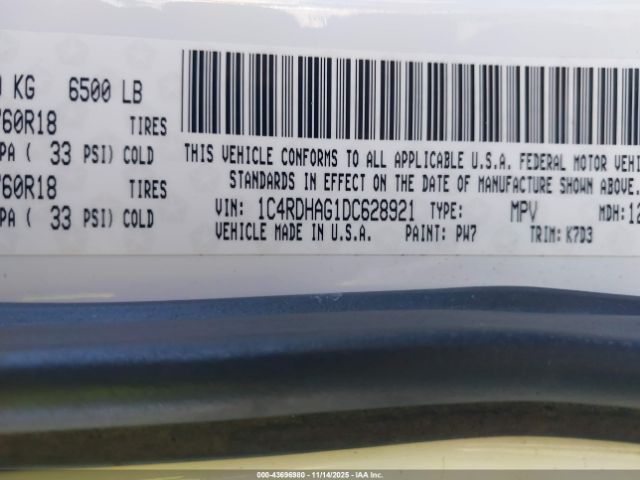 KG 6500 LB
/60R18 TIRES
PA ( 33 PSI) COLD
/60R18 TIRES
PA ( 33 PSI) COLD
THIS VEHICLE CONFORMS TO ALL APPLICABLE U.S.A. FEDERAL MOTOR VEHI
STANDARDS IN EFFECT ON THE DATE OF MANUFACTURE SHOWN ABOVE.
VIN: 1C4RDHAG1DC628921 TYPE: MPV MDH:12
VEHICLE MADE IN U.S.A. PAINT: PW7 TRIM: K7D3
000-43696980 | 11/14/2025 | IAA Inc.